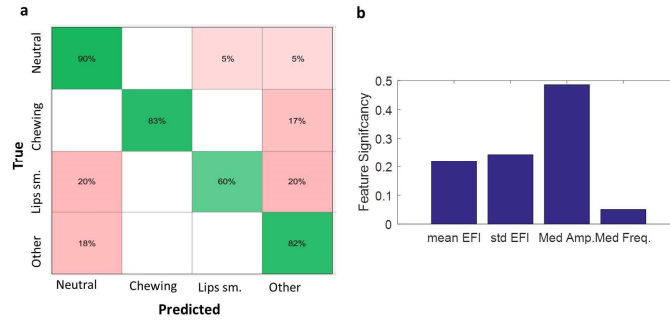 a
True
Neutral
90%
5%
5%
Chewing
83%
17%
Lips sm.
20%
60%
20%
Other
18%
82%
Neutral Chewing Lips sm. Other
Predicted
b
Feature Signifcancy
0.5
0.4
0.3
0.2
0.1
0
mean EFI std EFI Med Amp. Med Freq.